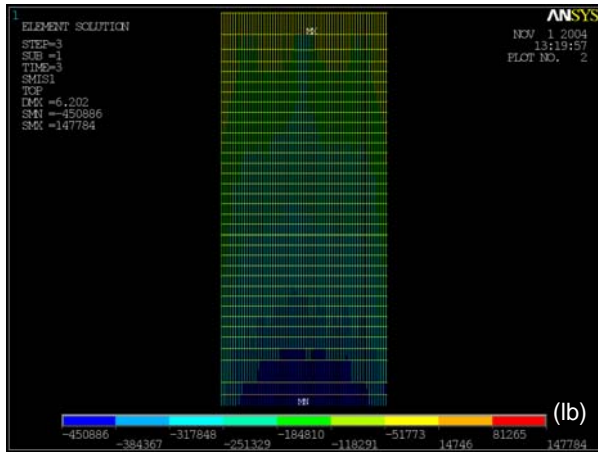 1
ELEMENT SOLUTION
STEP=3
SUB =1
TIME=3
SMIS1
TOP
DMX =6.202
SMN =-450886
SMX =147784
ANSYS
NOV 1 2004
13:19:57
PLOT NO. 2
MX
MN
(lb)
-450886 -317848 -184810 -51773 81265
-384367 -251329 -118291 14746 147784